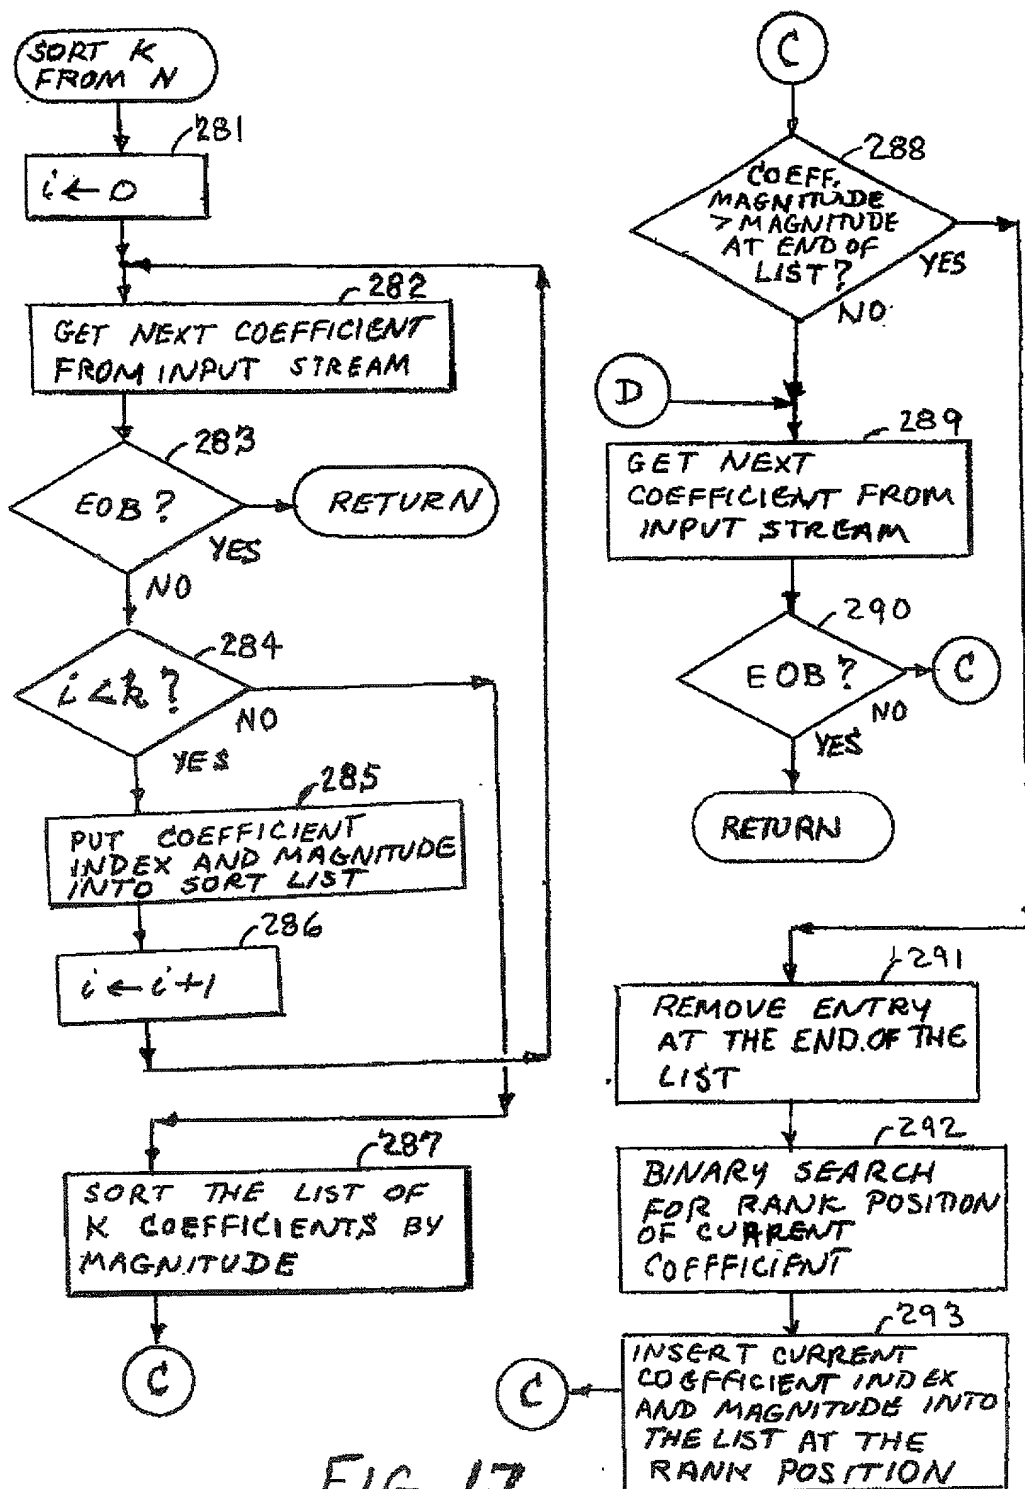 SORT K
FROM N
281
i ← 0
282
GET NEXT COEFFICIENT
FROM INPUT STREAM
283
EOB?
RETURN
YES
NO
284
i < k?
NO
YES
285
PUT COEFFICIENT
INDEX AND MAGNITUDE
INTO SORT LIST
286
i ← i+1
287
SORT THE LIST OF
K COEFFICIENTS BY
MAGNITUDE
C
C
288
COEFF.
MAGNITUDE
> MAGNITUDE
AT END OF
LIST?
YES
NO
D
289
GET NEXT
COEFFICIENT FROM
INPUT STREAM
290
EOB?
C
NO
YES
RETURN
291
REMOVE ENTRY
AT THE END OF THE
LIST
292
BINARY SEARCH
FOR RANK POSITION
OF CURRENT
COEFFICIENT
293
INSERT CURRENT
COEFFICIENT INDEX
AND MAGNITUDE INTO
THE LIST AT THE
RANK POSITION
C
FIG. 17